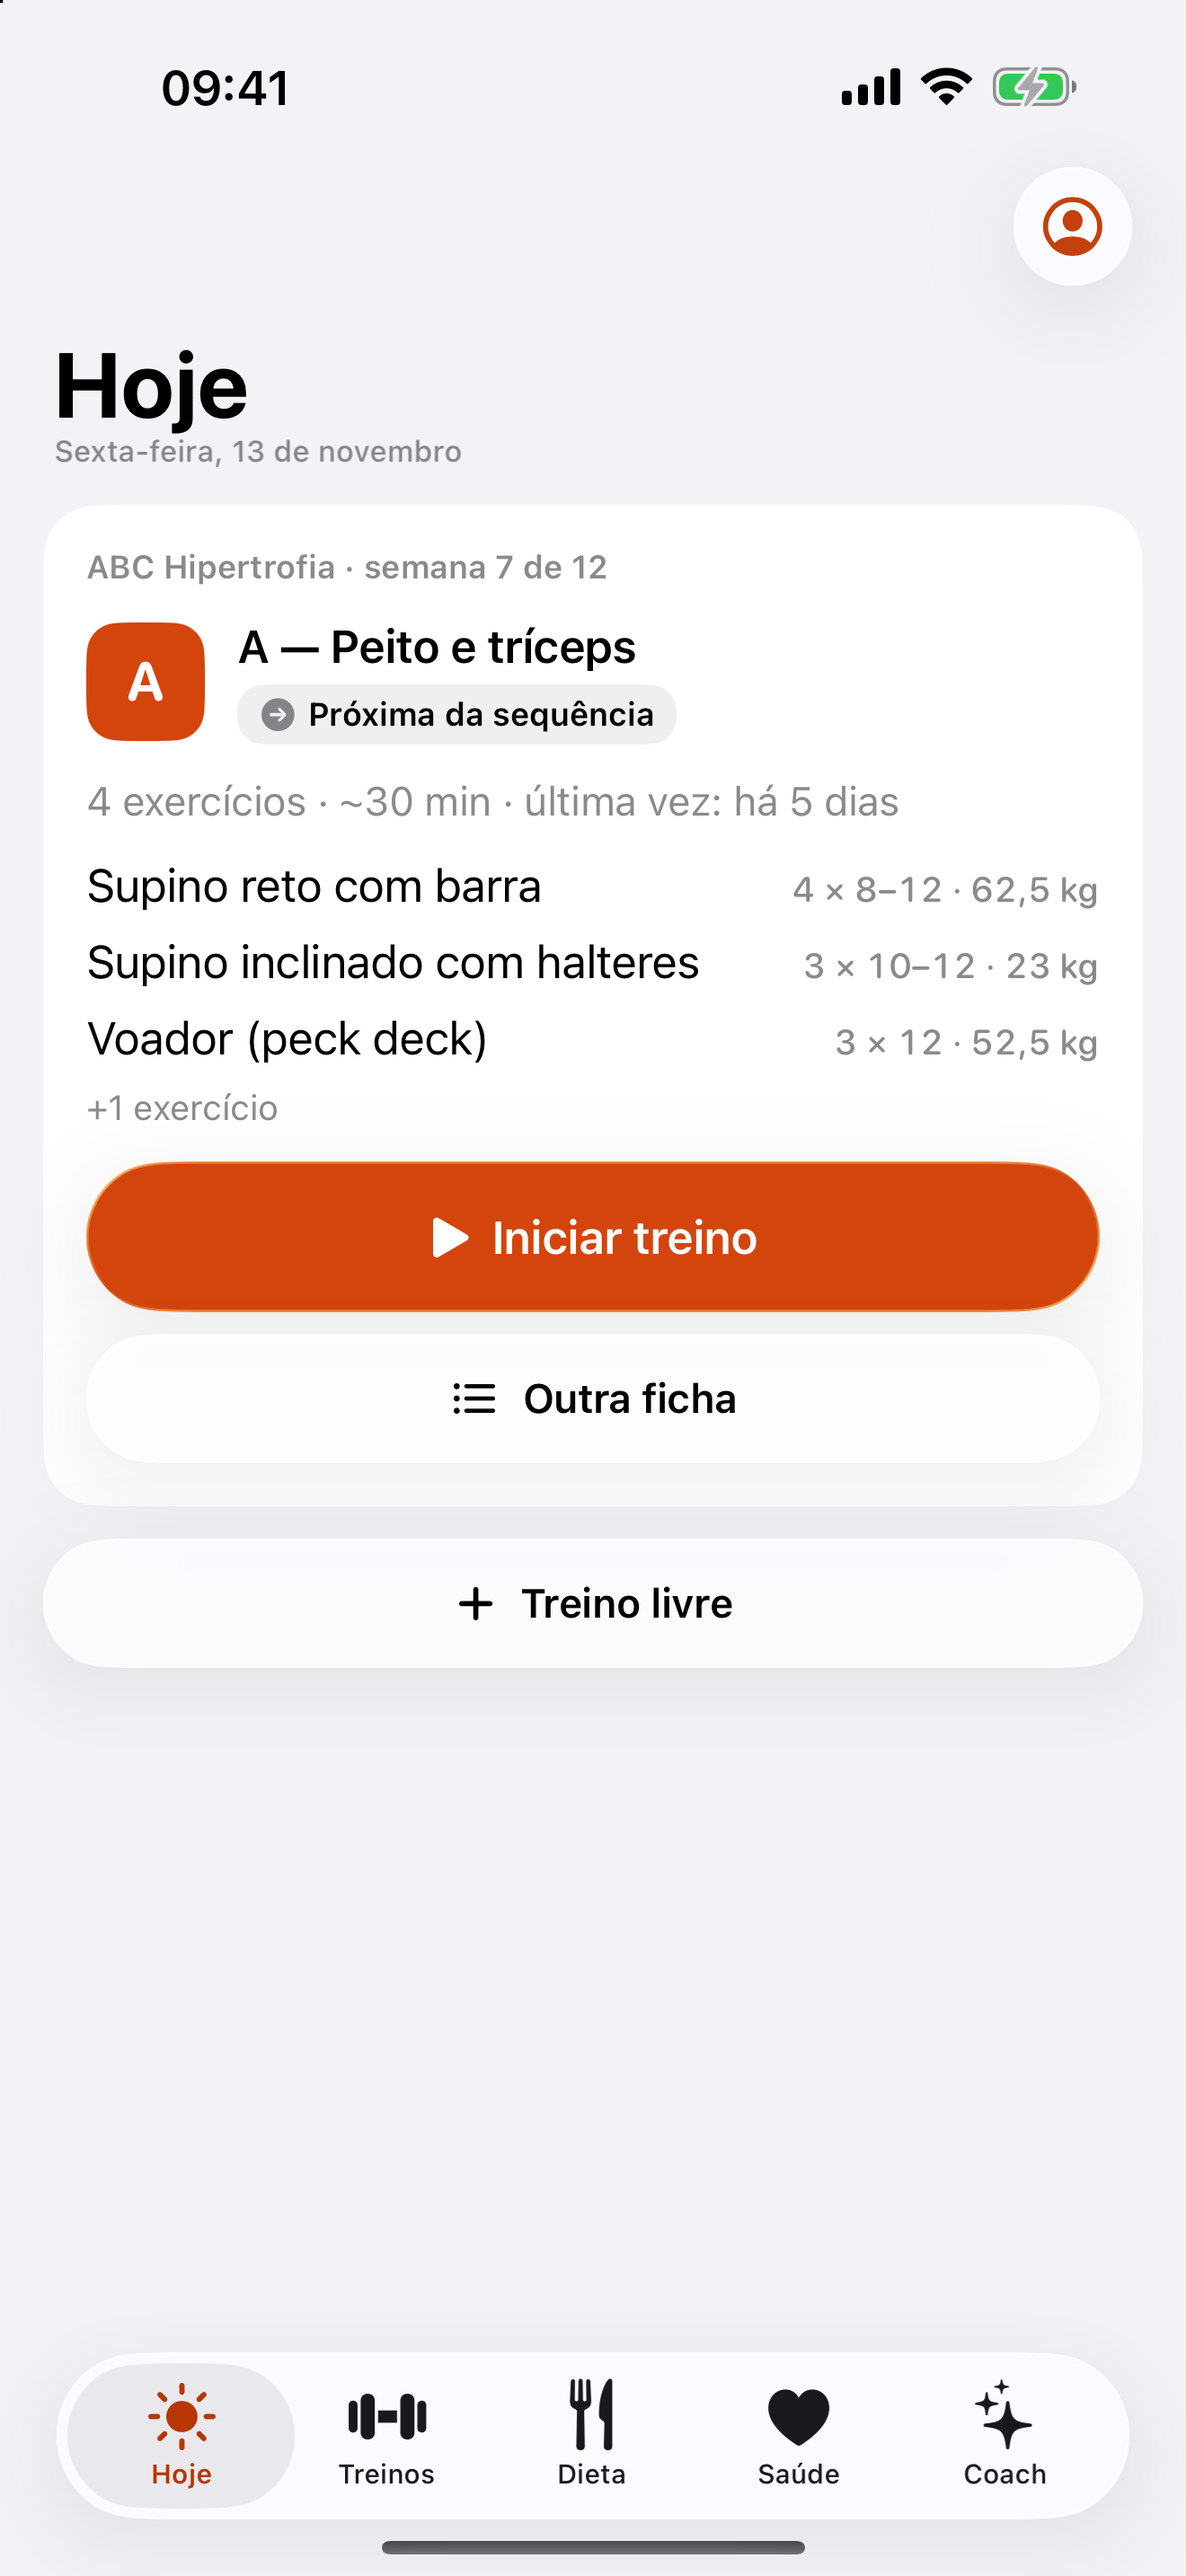 09:41
Hoje
Sexta-feira, 13 de novembro
ABC Hipertrofia · semana 7 de 12
A
A — Peito e tríceps
Próxima da sequência
4 exercícios · ~30 min · última vez: há 5 dias
Supino reto com barra 4 × 8–12 · 62,5 kg
Supino inclinado com halteres 3 × 10–12 · 23 kg
Voador (peck deck) 3 × 12 · 52,5 kg
+1 exercício
Iniciar treino
Outra ficha
Treino livre
Hoje Treinos Dieta Saúde Coach